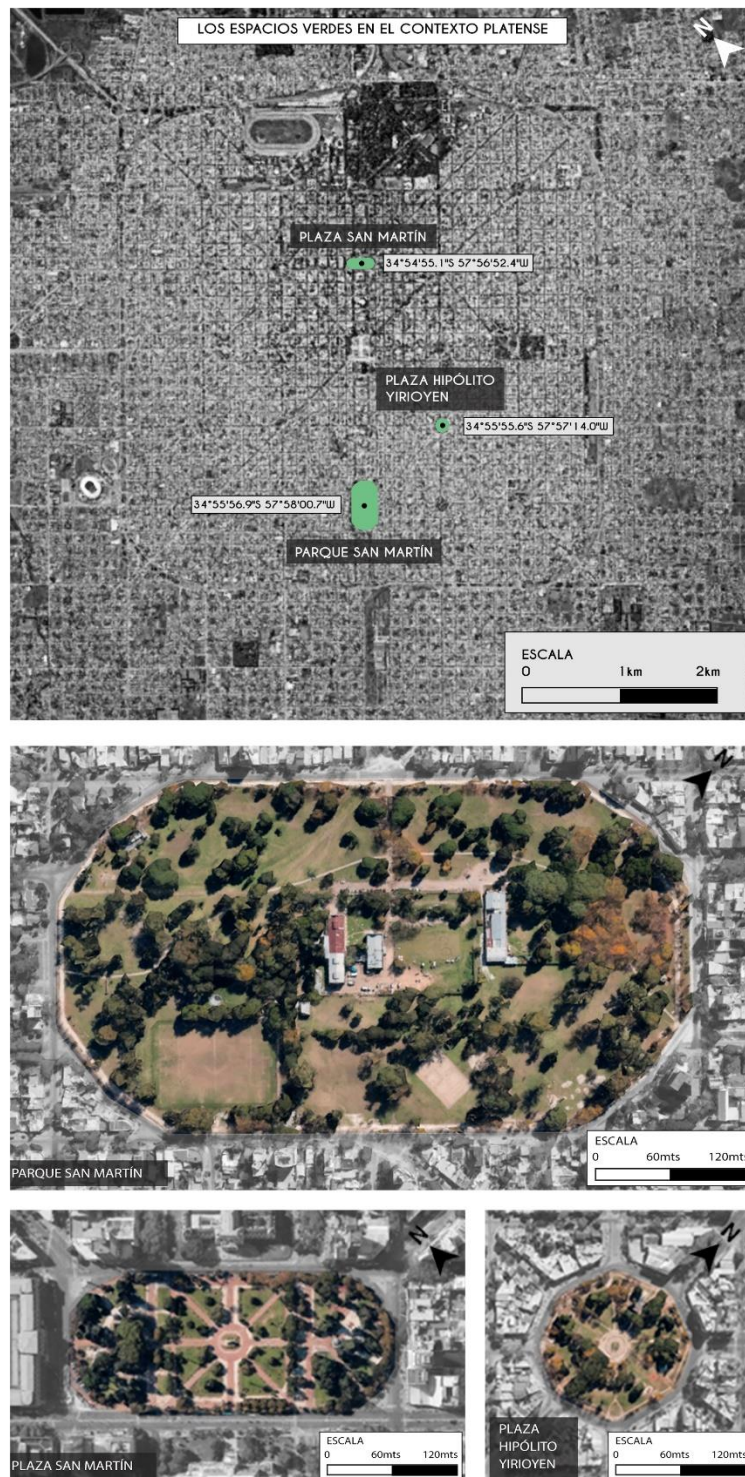 LOS ESPACIOS VERDES EN EL CONTEXTO PLATENSE
N
PLAZA SAN MARTÍN
34°54'55.1"S 57°56'52.4"W
PLAZA HIPÓLITO
YIRIOYEN
34°55'55.6"S 57°57'14.0"W
34°55'56.9"S 57°58'00.7"W
PARQUE SAN MARTÍN
ESCALA
0 1km 2km
N
PARQUE SAN MARTÍN
ESCALA
0 60mts 120mts
N
PLAZA SAN MARTÍN
ESCALA
0 60mts 120mts
N
PLAZA
HIPÓLITO
YIRIOYEN
ESCALA
0 60mts 120mts